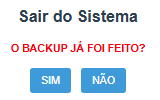 Sair do Sistema
O BACKUP JÁ FOI FEITO?
SIM NÃO